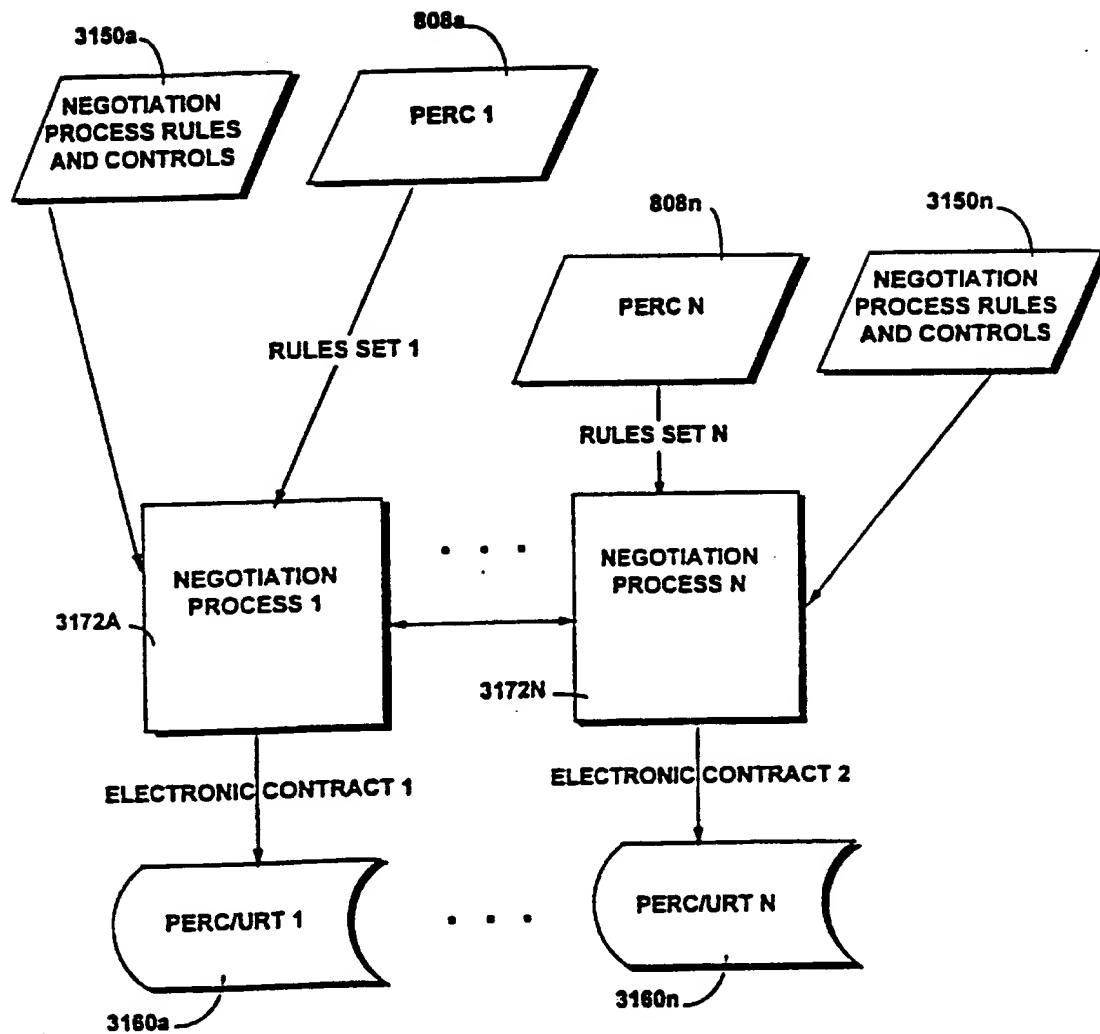 3150a
808a
NEGOTIATION
PROCESS RULES
AND CONTROLS
PERC 1
808n
3150n
PERC N
NEGOTIATION
PROCESS RULES
AND CONTROLS
RULES SET 1
RULES SET N
NEGOTIATION
PROCESS 1
NEGOTIATION
PROCESS N
3172A
3172N
ELECTRONIC CONTRACT 1
ELECTRONIC CONTRACT 2
PERC/URT 1
PERC/URT N
3160a
3160n